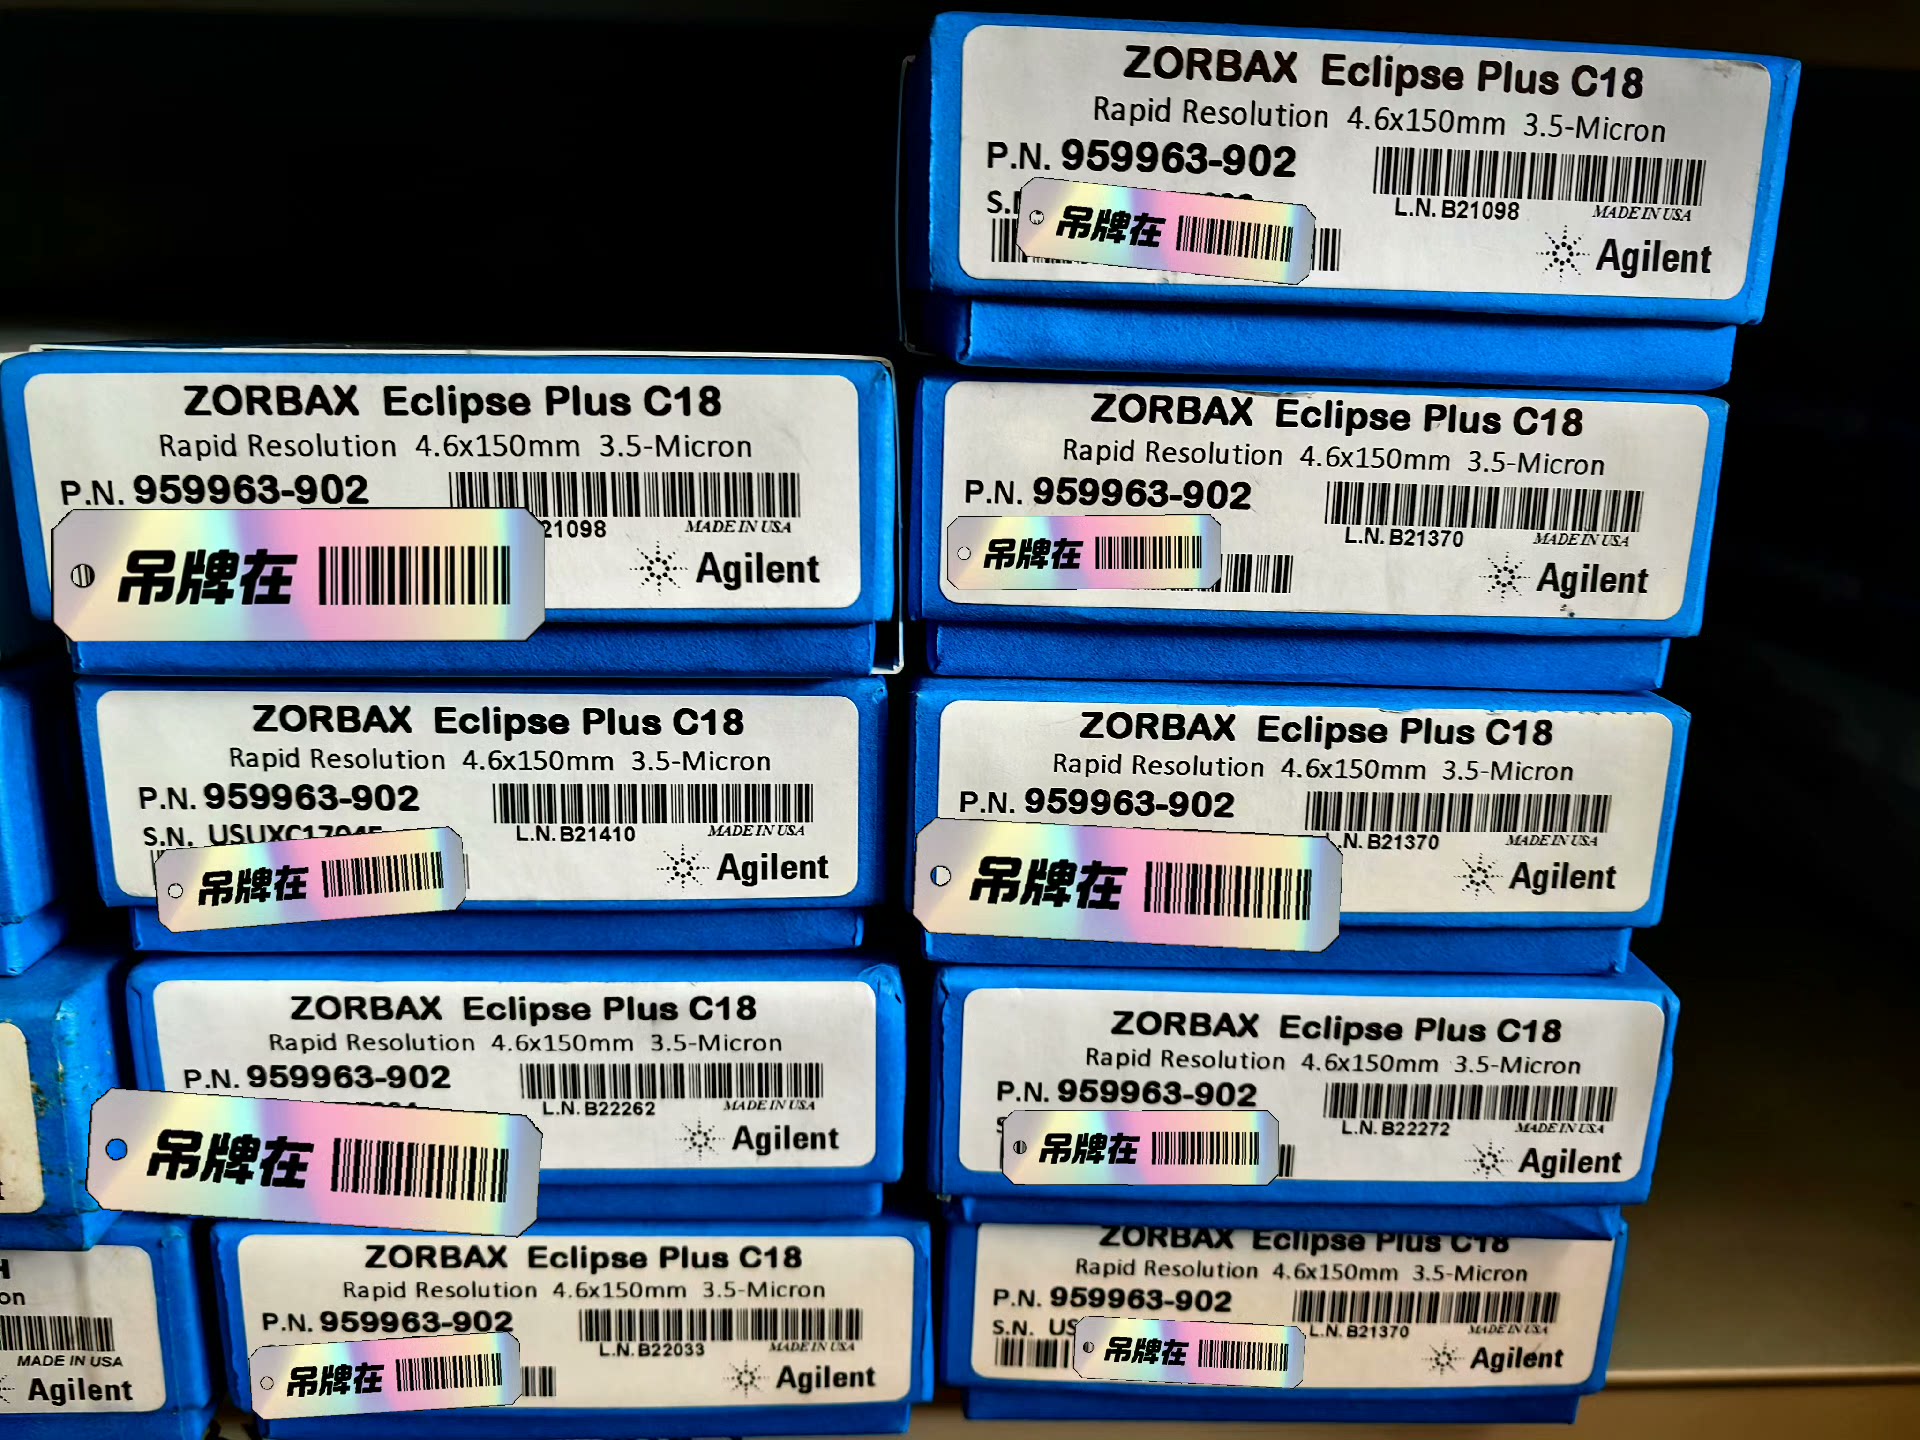 ZORBAX Eclipse Plus C18
Rapid Resolution 4.6x150mm 3.5-Micron
P.N. 959963-902
L.N. B21098 MADE IN USA
吊牌在
Agilent
ZORBAX Eclipse Plus C18
Rapid Resolution 4.6x150mm 3.5-Micron
P.N. 959963-902
21098 MADE IN USA
吊牌在
Agilent
ZORBAX Eclipse Plus C18
Rapid Resolution 4.6x150mm 3.5-Micron
P.N. 959963-902
L.N. B21370 MADE IN USA
吊牌在
Agilent
ZORBAX Eclipse Plus C18
Rapid Resolution 4.6x150mm 3.5-Micron
P.N. 959963-902
S.N. L.N. B21410 MADE IN USA
吊牌在
Agilent
ZORBAX Eclipse Plus C18
Rapid Resolution 4.6x150mm 3.5-Micron
P.N. 959963-902
.N. B21370 MADE IN USA
吊牌在
Agilent
ZORBAX Eclipse Plus C18
Rapid Resolution 4.6x150mm 3.5-Micron
P.N. 959963-902
L.N. B22262 MADE IN USA
吊牌在
Agilent
ZORBAX Eclipse Plus C18
Rapid Resolution 4.6x150mm 3.5-Micron
P.N. 959963-902
L.N. B22272 MADE IN USA
吊牌在
Agilent
ZORBAX Eclipse Plus C18
Rapid Resolution 4.6x150mm 3.5-Micron
P.N. 959963-902
L.N. B22033 MADE IN USA
吊牌在
Agilent
ZORBAX Eclipse Plus C18
Rapid Resolution 4.6x150mm 3.5-Micron
P.N. 959963-902
S.N. US L.N. B21370 MADE IN USA
吊牌在
Agilent
H
on
MADE IN USA
Agilent